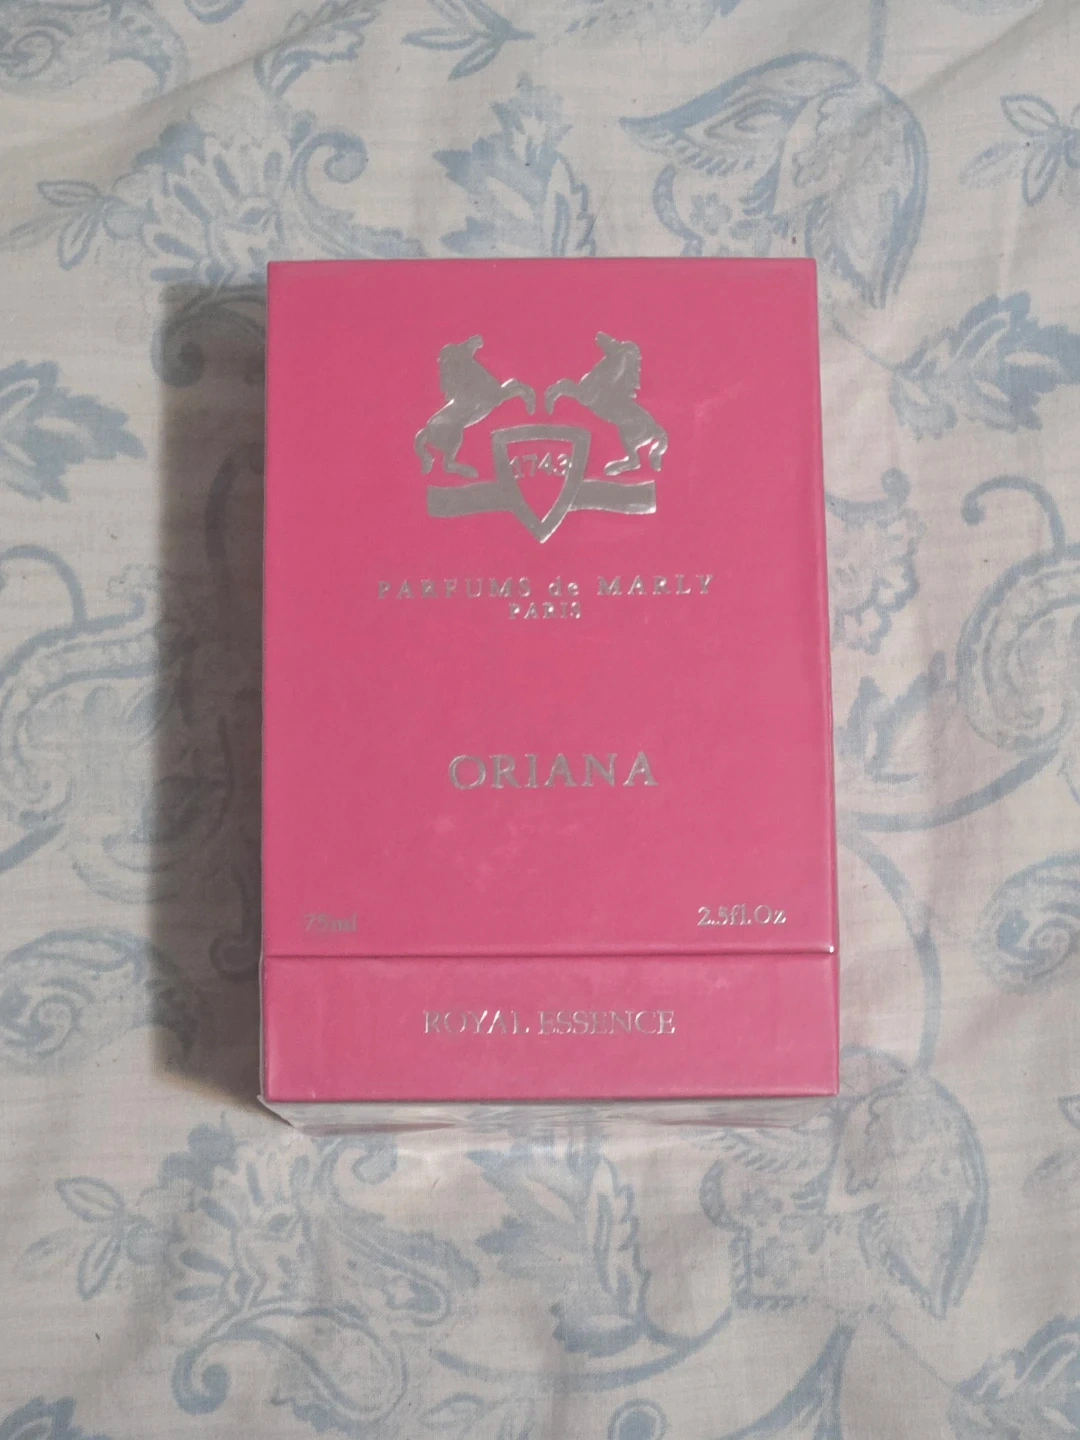 1743
PARFUMS de MARLY
PARIS
ORIANA
75ml 2.5fl.Oz
ROYAL ESSENCE